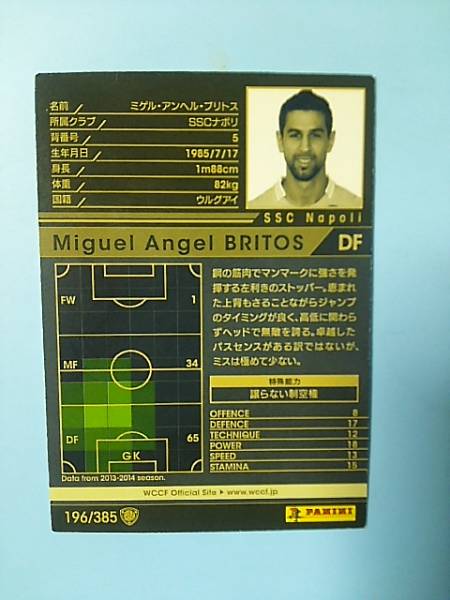 名前 ミゲル・アンヘル・ブリトス
所属クラブ SSCナポリ
背番号 5
生年月日 1985/7/17
身長 1m88cm
体重 82kg
国籍 ウルグアイ
SSC Napoli
Miguel Angel BRITOS DF
FW 1
MF 34
DF 65
GK
Data from 2013-2014 season.
鋼の筋肉でマンマークに強さを発
揮する左利きのストッパー。恵まれ
た上背もさることながらジャンプ
のタイミングが良く、高低に関わら
ずヘッドで無敵を誇る。卓越した
パスセンスがある訳ではないが、
ミスは極めて少ない。
特殊能力
譲らない制空権
OFFENCE 8
DEFENCE 17
TECHNIQUE 12
POWER 18
SPEED 13
STAMINA 15
WCCF Official Site ▶ www.wccf.jp
196/385
PANINI